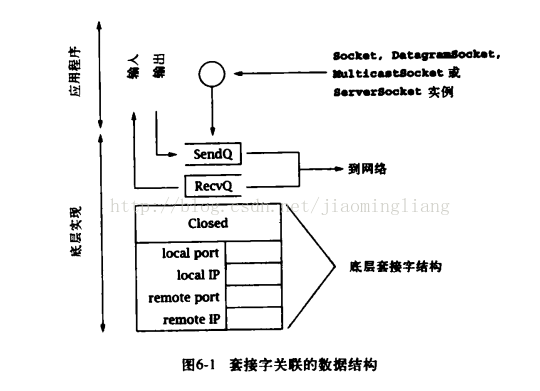 应用程序
输入
输出
Socket, DatagramSocket,
MulticastSocket 或
ServerSocket 实例
SendQ
RecvQ
到网络
http://blog.csdn.net/jiaomingliang
底层实现
Closed
local port
local IP
remote port
remote IP
底层套接字结构
图6-1 套接字关联的数据结构